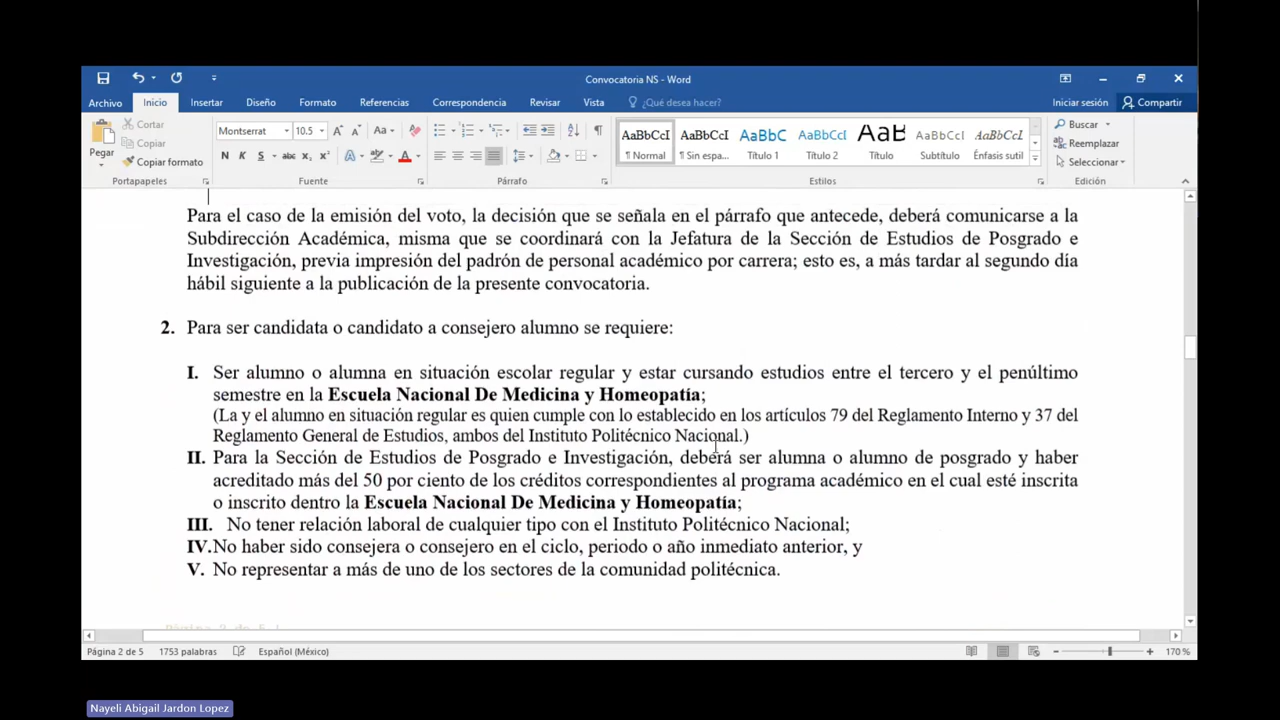 Convocatoria NS - Word
Archivo Inicio Insertar Diseño Formato Referencias Correspondencia Revisar Vista ¿Qué desea hacer? Iniciar sesión Compartir
Pegar
Cortar
Copiar
Copiar formato
Portapapeles
Montserrat 10.5
N K S abc x₂ x²
Fuente
Párrafo
AaBbCcI AaBbCcI AaBbC AaBbCcI AaB AaBbCcI AaBbCcI
¶ Normal ¶ Sin espa... Título 1 Título 2 Título Subtítulo Énfasis sutil
Estilos
Buscar
Reemplazar
Seleccionar
Edición
Para el caso de la emisión del voto, la decisión que se señala en el párrafo que antecede, deberá comunicarse a la
Subdirección Académica, misma que se coordinará con la Jefatura de la Sección de Estudios de Posgrado e
Investigación, previa impresión del padrón de personal académico por carrera; esto es, a más tardar al segundo día
hábil siguiente a la publicación de la presente convocatoria.
2. Para ser candidata o candidato a consejero alumno se requiere:
I. Ser alumno o alumna en situación escolar regular y estar cursando estudios entre el tercero y el penúltimo
semestre en la Escuela Nacional De Medicina y Homeopatía;
(La y el alumno en situación regular es quien cumple con lo establecido en los artículos 79 del Reglamento Interno y 37 del
Reglamento General de Estudios, ambos del Instituto Politécnico Nacional.)
II. Para la Sección de Estudios de Posgrado e Investigación, deberá ser alumna o alumno de posgrado y haber
acreditado más del 50 por ciento de los créditos correspondientes al programa académico en el cual esté inscrita
o inscrito dentro la Escuela Nacional De Medicina y Homeopatía;
III. No tener relación laboral de cualquier tipo con el Instituto Politécnico Nacional;
IV. No haber sido consejera o consejero en el ciclo, periodo o año inmediato anterior, y
V. No representar a más de uno de los sectores de la comunidad politécnica.
Página 2 de 5 1753 palabras Español (México) 170 %
Nayeli Abigail Jardon Lopez